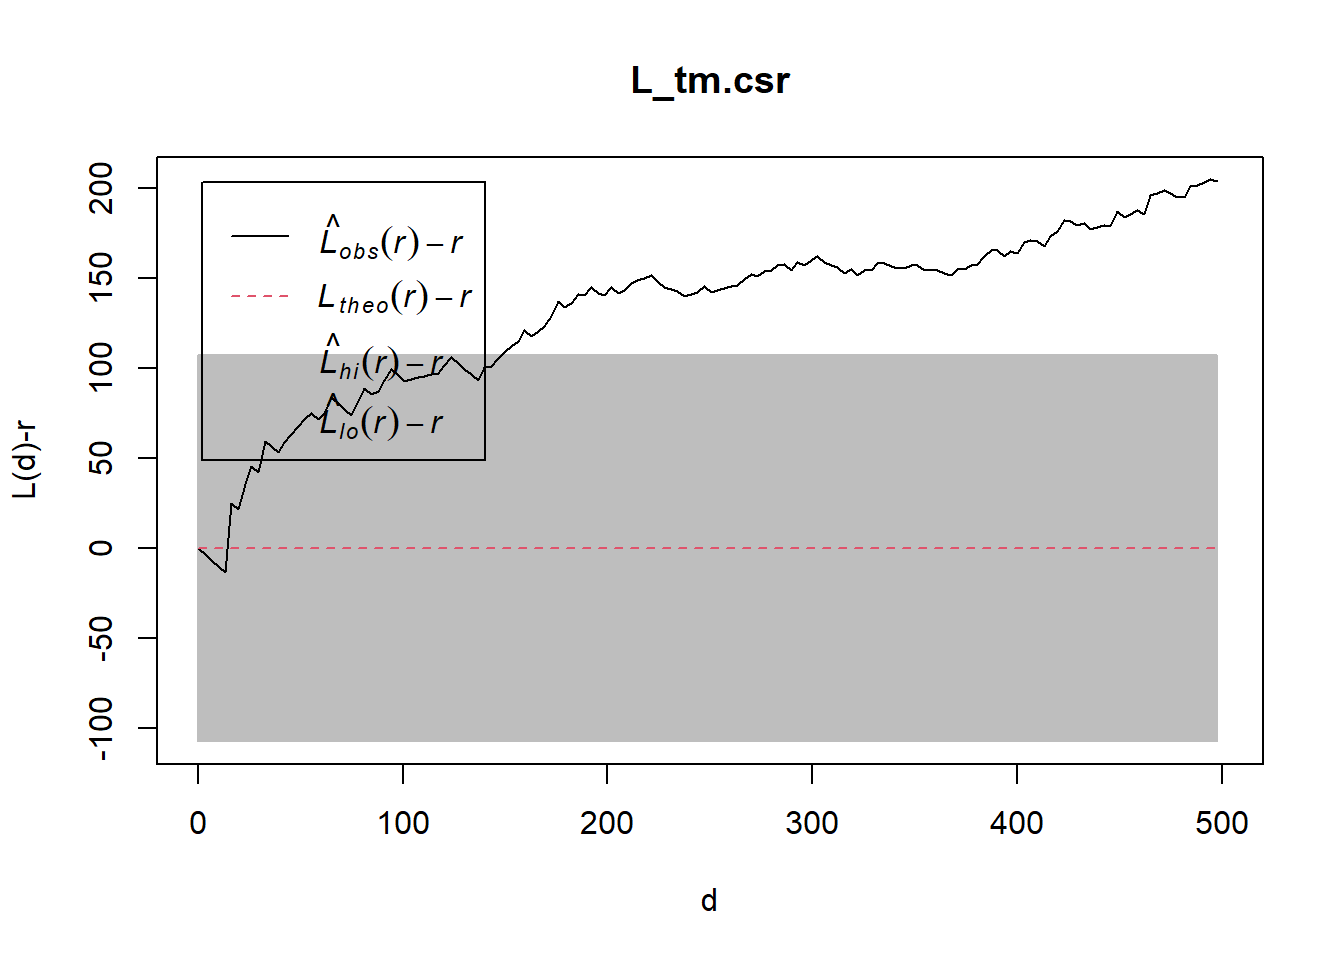 L_tm.csr
L̂obs(r) − r
Ltheo(r) − r
L̂hi(r) − r
L̂lo(r) − r
L(d)-r
200
150
100
50
0
-50
-100
0 100 200 300 400 500
d